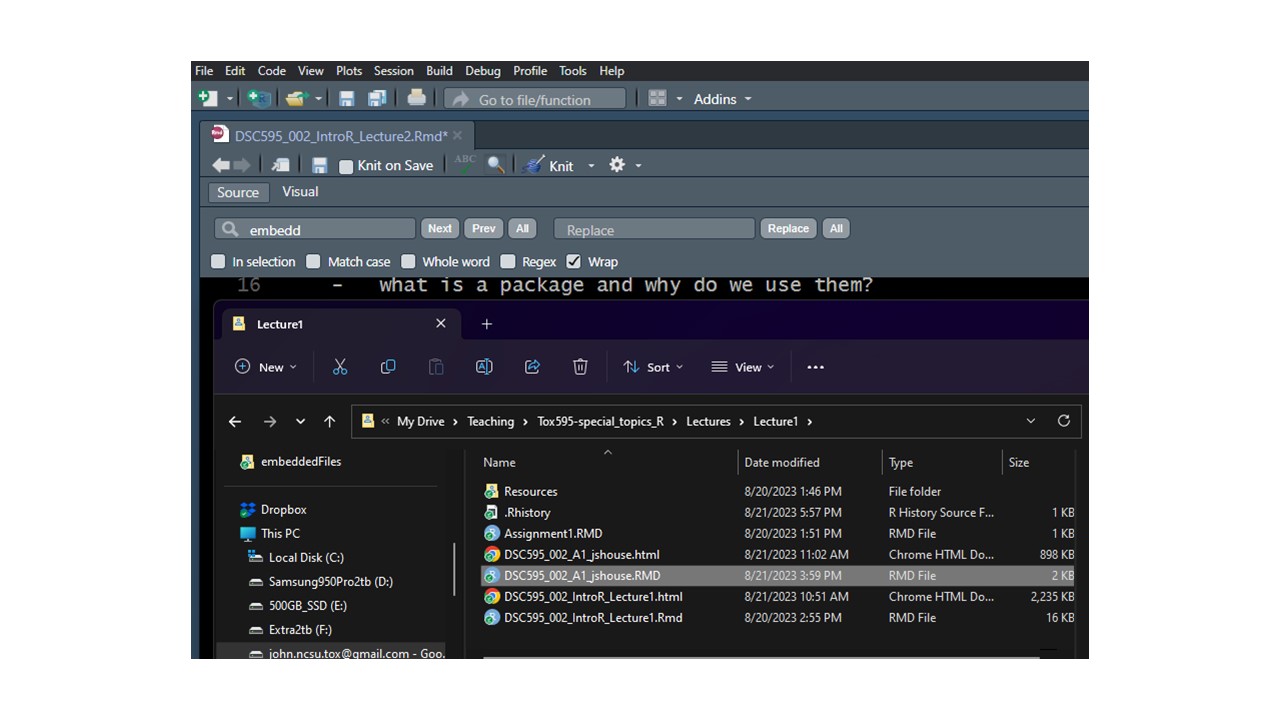 File Edit Code View Plots Session Build Debug Profile Tools Help
Go to file/function Addins
DSC595_002_IntroR_Lecture2.Rmd*
Knit on Save ABC Knit
Source Visual
embedd Next Prev All Replace Replace All
In selection Match case Whole word Regex Wrap
16 - what is a package and why do we use them?
Lecture1
New Sort View
« My Drive > Teaching > Tox595-special_topics_R > Lectures > Lecture1 >
embeddedFiles Name Date modified Type Size
Resources 8/20/2023 1:46 PM File folder
Dropbox .Rhistory 8/21/2023 5:57 PM R History Source F... 1 KB
This PC Assignment1.RMD 8/20/2023 1:51 PM RMD File 1 KB
Local Disk (C:) DSC595_002_A1_jshouse.html 8/21/2023 11:02 AM Chrome HTML Do... 898 KB
Samsung950Pro2tb (D:) DSC595_002_A1_jshouse.RMD 8/21/2023 3:59 PM RMD File 2 KB
500GB_SSD (E:) DSC595_002_IntroR_Lecture1.html 8/21/2023 10:51 AM Chrome HTML Do... 2,235 KB
Extra2tb (F:) DSC595_002_IntroR_Lecture1.Rmd 8/20/2023 2:55 PM RMD File 16 KB
john.ncsu.tox@gmail.com - Goo...